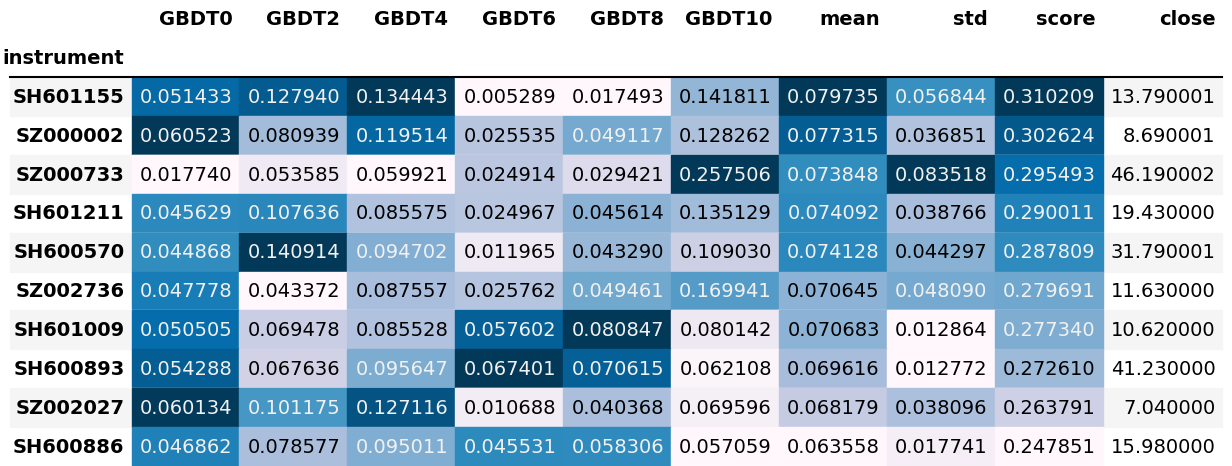 GBDT0 GBDT2 GBDT4 GBDT6 GBDT8 GBDT10 mean std score close
instrument
SH601155 0.051433 0.127940 0.134443 0.005289 0.017493 0.141811 0.079735 0.056844 0.310209 13.790001
SZ000002 0.060523 0.080939 0.119514 0.025535 0.049117 0.128262 0.077315 0.036851 0.302624 8.690001
SZ000733 0.017740 0.053585 0.059921 0.024914 0.029421 0.257506 0.073848 0.083518 0.295493 46.190002
SH601211 0.045629 0.107636 0.085575 0.024967 0.045614 0.135129 0.074092 0.038766 0.290011 19.430000
SH600570 0.044868 0.140914 0.094702 0.011965 0.043290 0.109030 0.074128 0.044297 0.287809 31.790001
SZ002736 0.047778 0.043372 0.087557 0.025762 0.049461 0.169941 0.070645 0.048090 0.279691 11.630000
SH601009 0.050505 0.069478 0.085528 0.057602 0.080847 0.080142 0.070683 0.012864 0.277340 10.620000
SH600893 0.054288 0.067636 0.095647 0.067401 0.070615 0.062108 0.069616 0.012772 0.272610 41.230000
SZ002027 0.060134 0.101175 0.127116 0.010688 0.040368 0.069596 0.068179 0.038096 0.263791 7.040000
SH600886 0.046862 0.078577 0.095011 0.045531 0.058306 0.057059 0.063558 0.017741 0.247851 15.980000